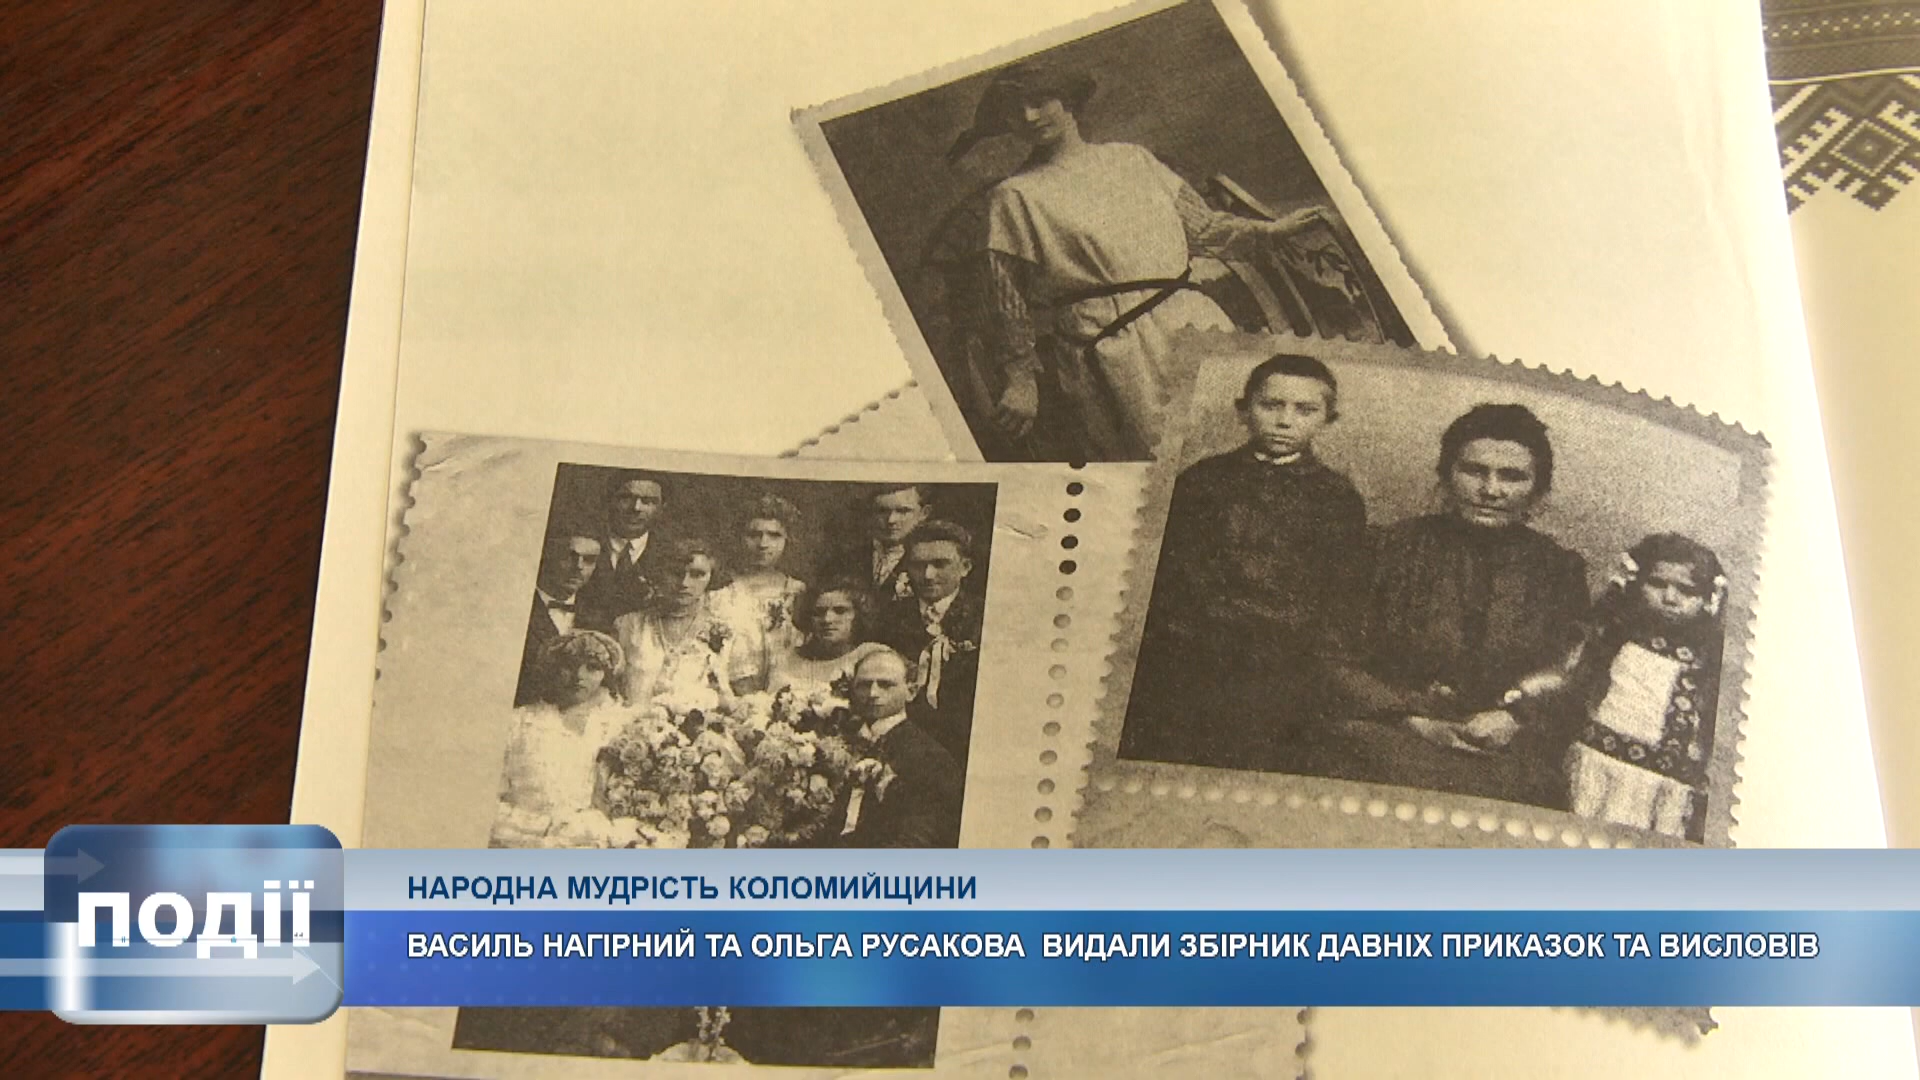 НАРОДНА МУДРІСТЬ КОЛОМИЙЩИНИ
події
ВАСИЛЬ НАГІРНИЙ ТА ОЛЬГА РУСАКОВА ВИДАЛИ ЗБІРНИК ДАВНІХ ПРИКАЗОК ТА ВИСЛОВІВ